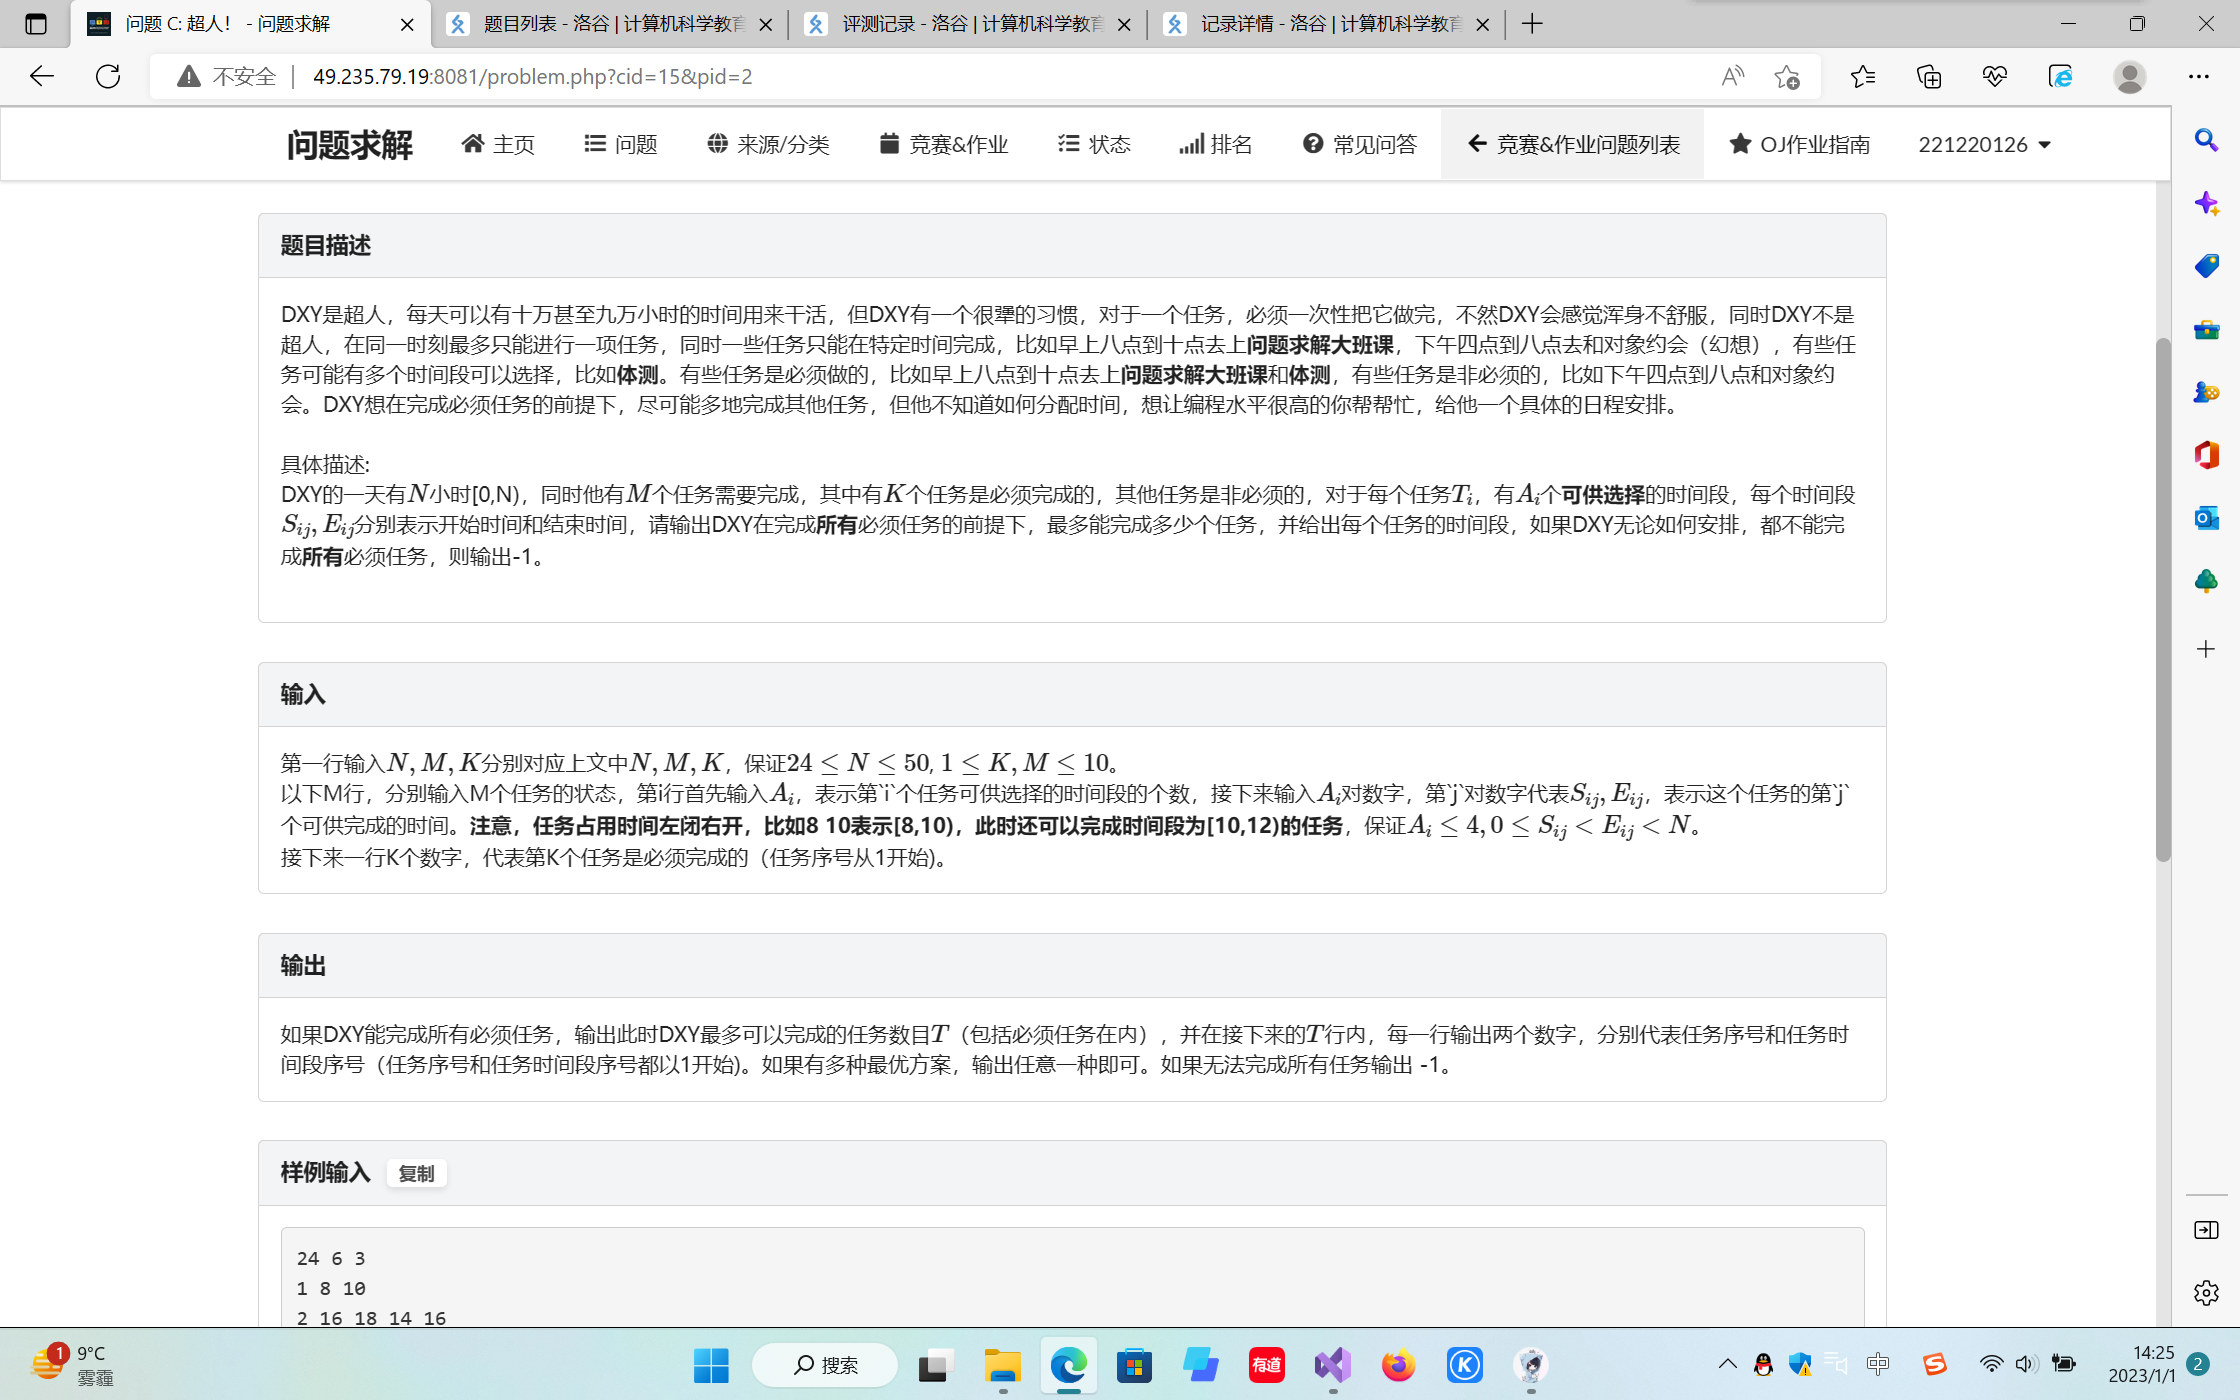 问题 C: 超人！ - 问题求解
题目列表 - 洛谷 | 计算机科学教育
评测记录 - 洛谷 | 计算机科学教育
记录详情 - 洛谷 | 计算机科学教育
不安全 | 49.235.79.19:8081/problem.php?cid=15&pid=2
问题求解 主页 问题 来源/分类 竞赛&作业 状态 排名 常见问答 竞赛&作业问题列表 OJ作业指南 221220126
题目描述
DXY是超人，每天可以有十万甚至九万小时的时间用来干活，但DXY有一个很犟的习惯，对于一个任务，必须一次性把它做完，不然DXY会感觉浑身不舒服，同时DXY不是
超人，在同一时刻最多只能进行一项任务，同时一些任务只能在特定时间完成，比如早上八点到十点去上问题求解大班课，下午四点到八点去和对象约会（幻想），有些任
务可能有多个时间段可以选择，比如体测。有些任务是必须做的，比如早上八点到十点去上问题求解大班课和体测，有些任务是非必须的，比如下午四点到八点和对象约
会。DXY想在完成必须任务的前提下，尽可能多地完成其他任务，但他不知道如何分配时间，想让编程水平很高的你帮帮忙，给他一个具体的日程安排。
具体描述:
DXY的一天有N小时[0,N)，同时他有M个任务需要完成，其中有K个任务是必须完成的，其他任务是非必须的，对于每个任务T_i，有A_i个可供选择的时间段，每个时间段
S_{ij}, E_{ij}分别表示开始时间和结束时间，请输出DXY在完成所有必须任务的前提下，最多能完成多少个任务，并给出每个任务的时间段，如果DXY无论如何安排，都不能完
成所有必须任务，则输出-1。
输入
第一行输入N, M, K分别对应上文中N, M, K，保证24 ≤ N ≤ 50, 1 ≤ K, M ≤ 10。
以下M行，分别输入M个任务的状态，第i行首先输入A_i，表示第`i`个任务可供选择的时间段的个数，接下来输入A_i对数字，第`j`对数字代表S_{ij}, E_{ij}，表示这个任务的第`j`
个可供完成的时间。注意，任务占用时间左闭右开，比如8 10表示[8,10)，此时还可以完成时间段为[10,12)的任务，保证A_i ≤ 4, 0 ≤ S_{ij} < E_{ij} < N。
接下来一行K个数字，代表第K个任务是必须完成的（任务序号从1开始)。
输出
如果DXY能完成所有必须任务，输出此时DXY最多可以完成的任务数目T（包括必须任务在内），并在接下来的T行内，每一行输出两个数字，分别代表任务序号和任务时
间段序号（任务序号和任务时间段序号都以1开始)。如果有多种最优方案，输出任意一种即可。如果无法完成所有任务输出 -1。
样例输入 复制
24 6 3
1 8 10
2 16 18 14 16
1
9°C
雾霾
搜索
有道
中
14:25
2023/1/1
2